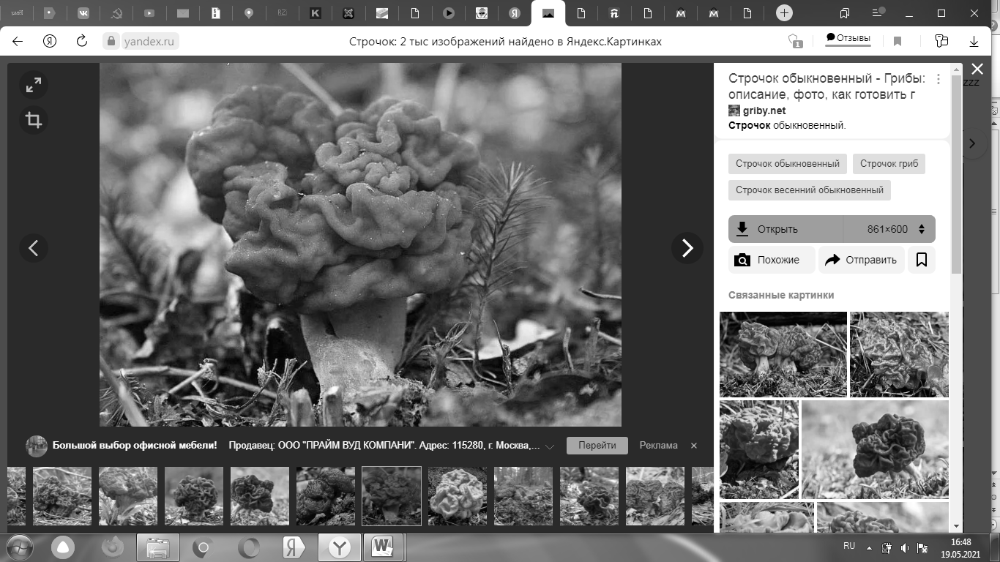 yandex.ru
Строчок: 2 тыс изображений найдено в Яндекс.Картинках
1
Отзывы
Строчок обыкновенный - Грибы:
описание, фото, как готовить г
griby.net
Строчок обыкновенный.
zzz
Строчок обыкновенный
Строчок гриб
Строчок весенний обыкновенный
Открыть
861×600
Похожие
Отправить
Связанные картинки
Большой выбор офисной мебели! Продавец: ООО "ПРАЙМ ВУД КОМПАНИ". Адрес: 115280, г. Москва,...
Перейти
Реклама
RU
16:48
19.05.2021